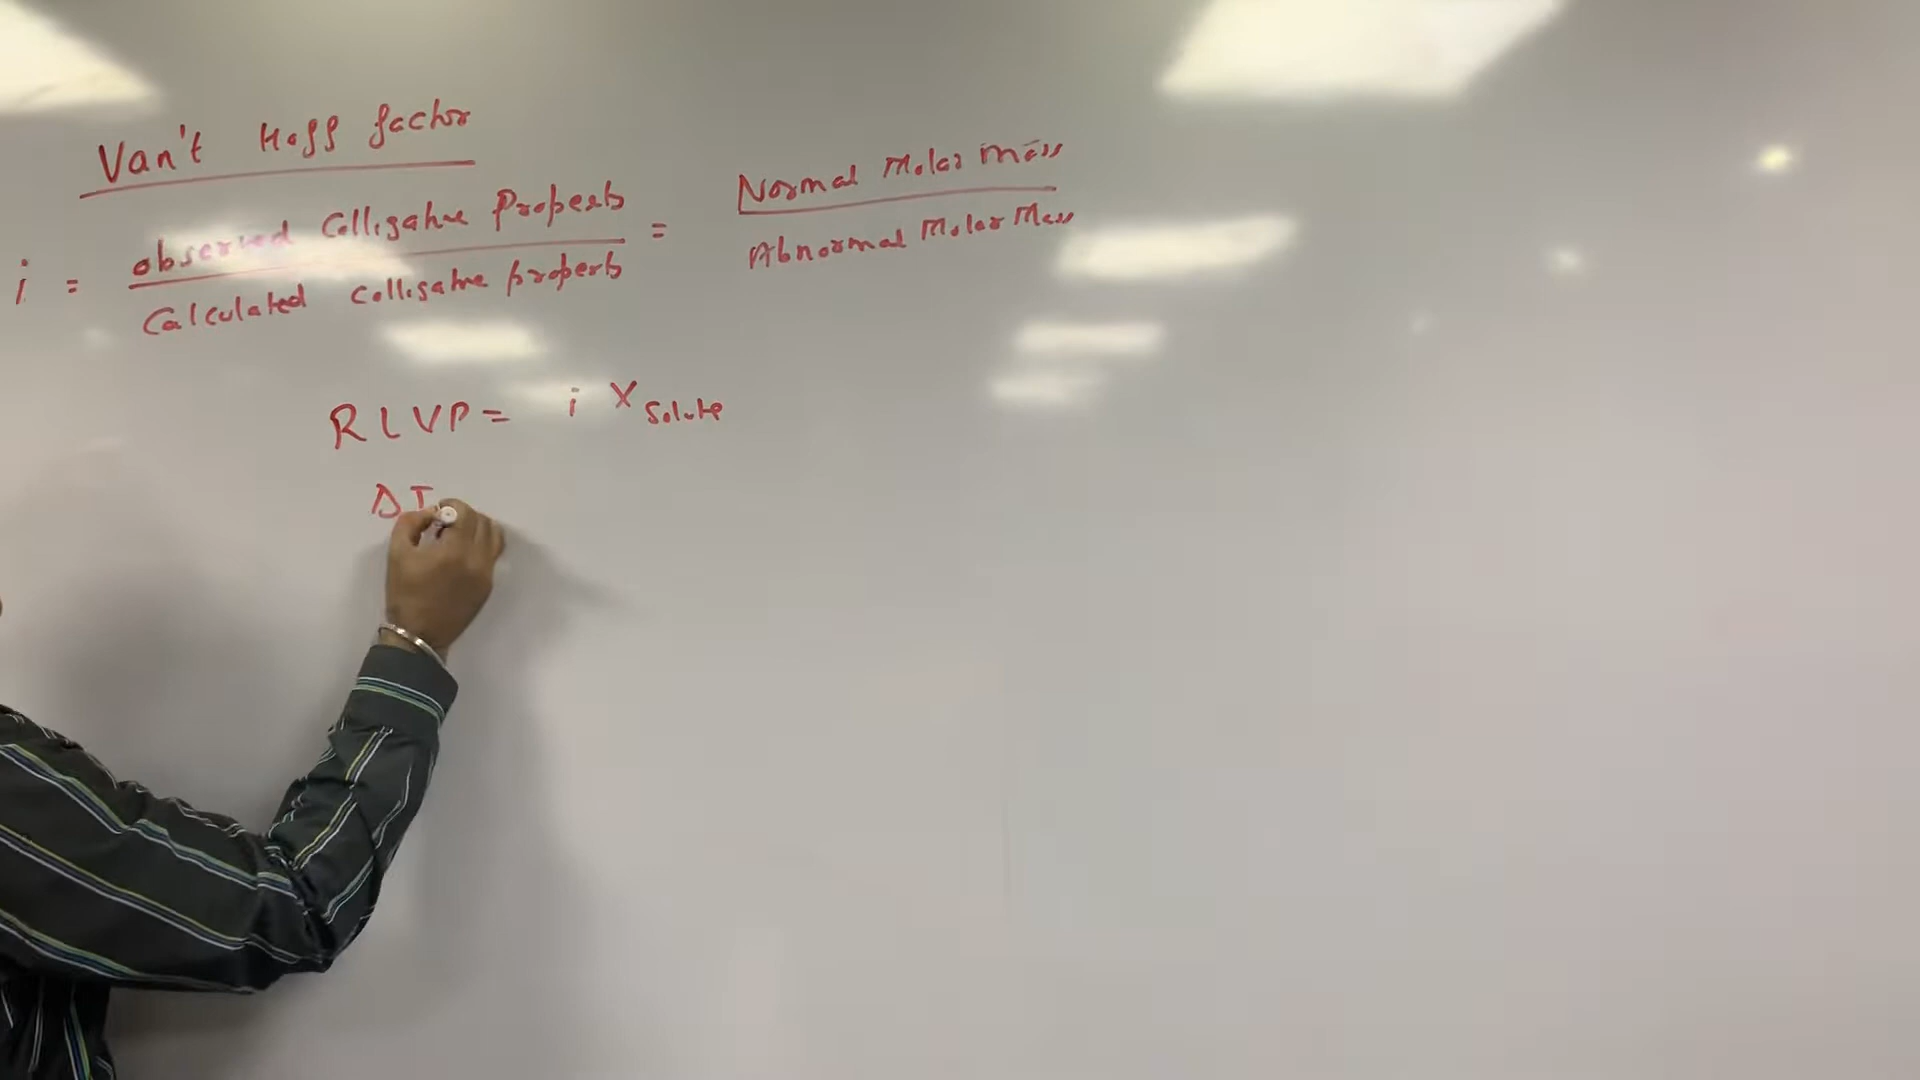 Van't Hoff factor
i = observed Colligative Property / Calculated Colligative property = Normal Molar Mass / Abnormal Molar Mass
RLVP = i X solute
ΔT